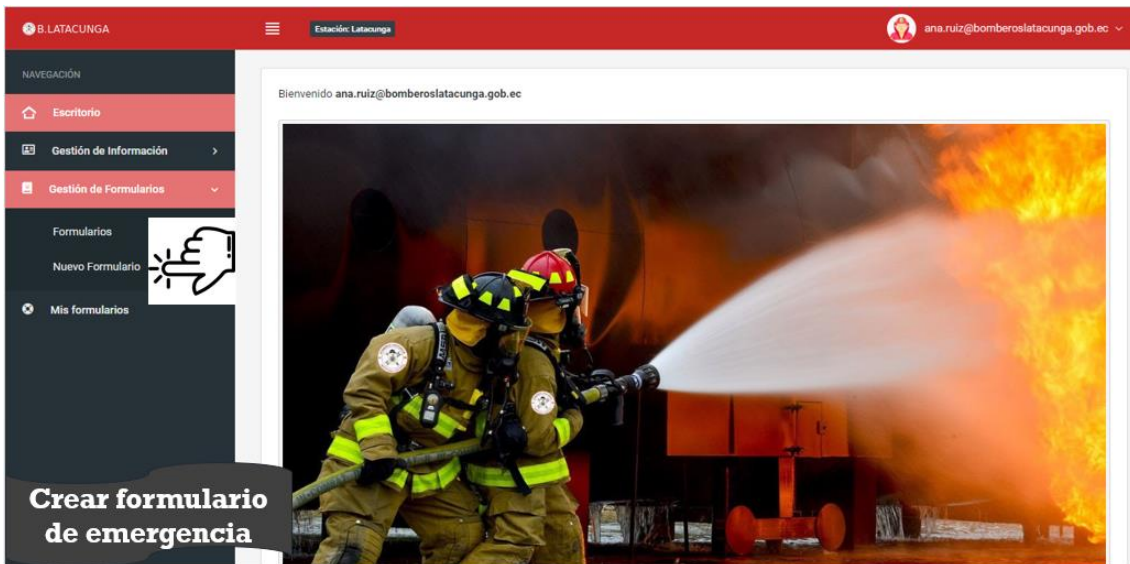 B.LATACUNGA
Estación: Latacunga
ana.ruiz@bomberoslatacunga.gob.ec
NAVEGACIÓN
Escritorio
Gestión de Información
Gestión de Formularios
Formularios
Nuevo Formulario
Mis formularios
Bienvenido ana.ruiz@bomberoslatacunga.gob.ec
Crear formulario
de emergencia